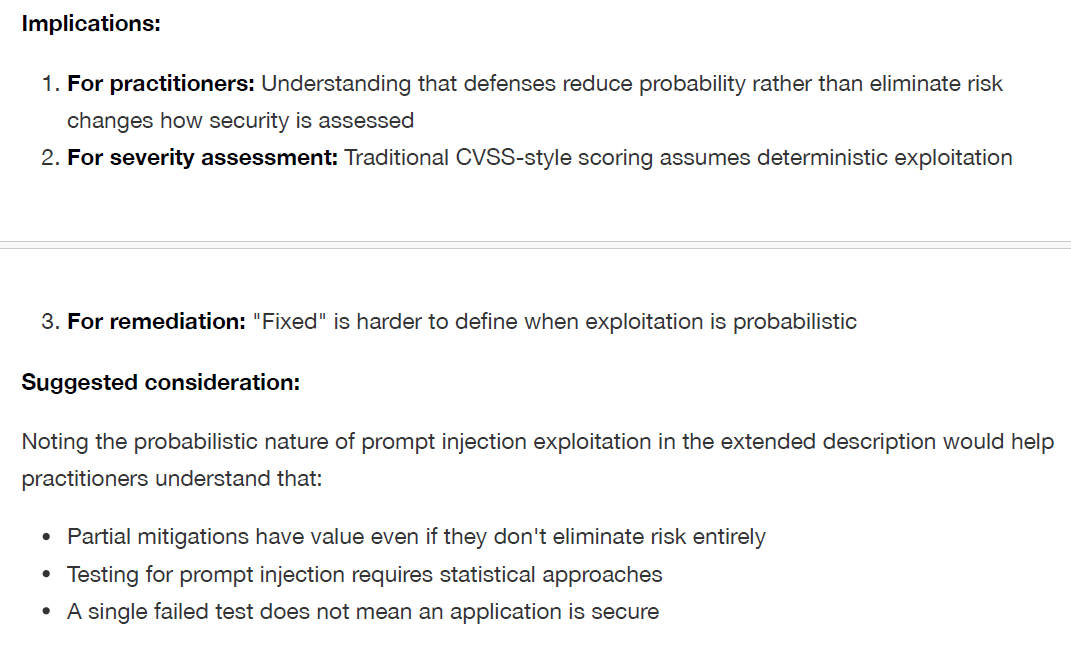 Implications:
1. For practitioners: Understanding that defenses reduce probability rather than eliminate risk
changes how security is assessed
2. For severity assessment: Traditional CVSS-style scoring assumes deterministic exploitation
3. For remediation: "Fixed" is harder to define when exploitation is probabilistic
Suggested consideration:
Noting the probabilistic nature of prompt injection exploitation in the extended description would help
practitioners understand that:
• Partial mitigations have value even if they don't eliminate risk entirely
• Testing for prompt injection requires statistical approaches
• A single failed test does not mean an application is secure